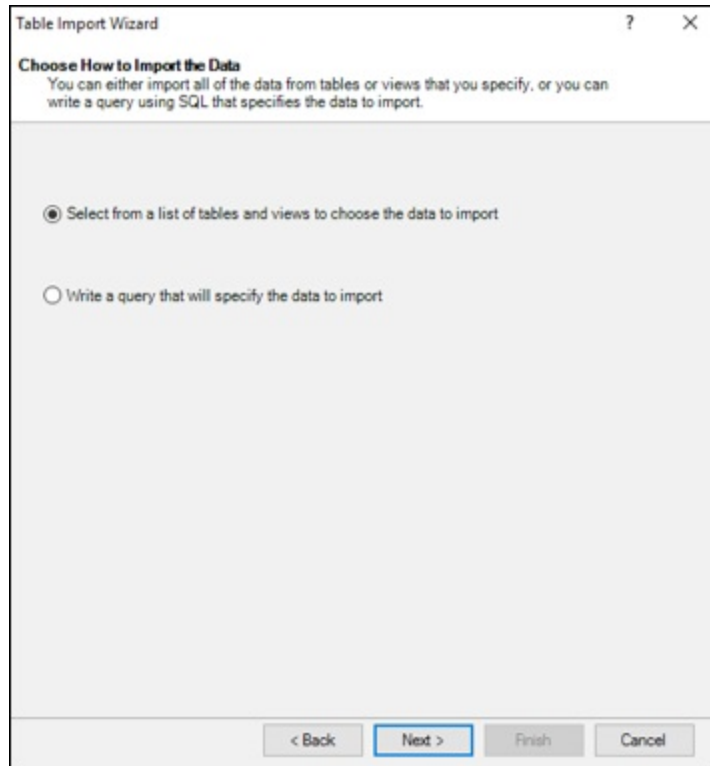 Table Import Wizard
?
Choose How to Import the Data
You can either import all of the data from tables or views that you specify, or you can
write a query using SQL that specifies the data to import.
Select from a list of tables and views to choose the data to import
Write a query that will specify the data to import
< Back
Next >
Finish
Cancel